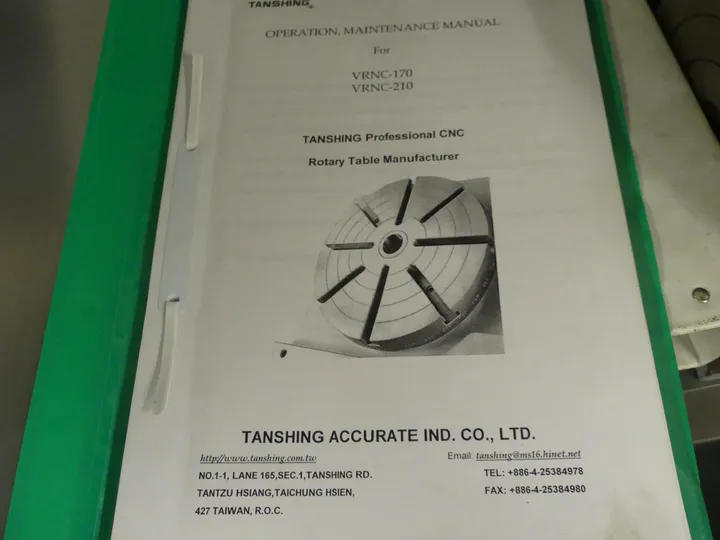 TANSHING
OPERATION, MAINTENANCE MANUAL
For
VRNC-170
VRNC-210
TANSHING Professional CNC
Rotary Table Manufacturer
TANSHING ACCURATE IND. CO., LTD.
http://www.tanshing.com.tw Email: tanshing@ms16.hinet.net
NO.1-1, LANE 165,SEC.1,TANSHING RD. TEL: +886-4-25384978
TANTZU HSIANG,TAICHUNG HSIEN, FAX: +886-4-25384980
427 TAIWAN, R.O.C.